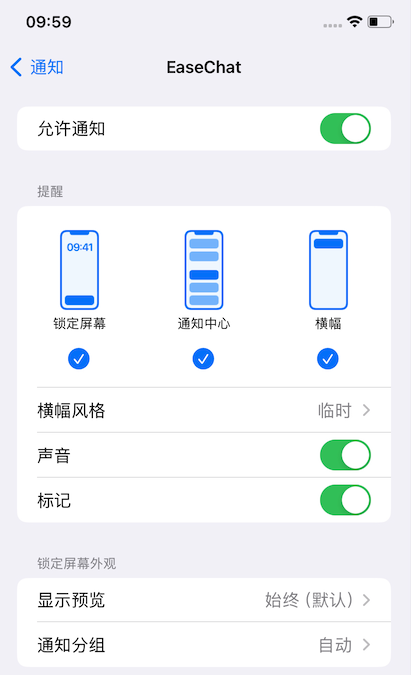 09:59
通知 EaseChat
允许通知
提醒
09:41
锁定屏幕 通知中心 横幅
横幅风格 临时
声音
标记
锁定屏幕外观
显示预览 始终（默认）
通知分组 自动